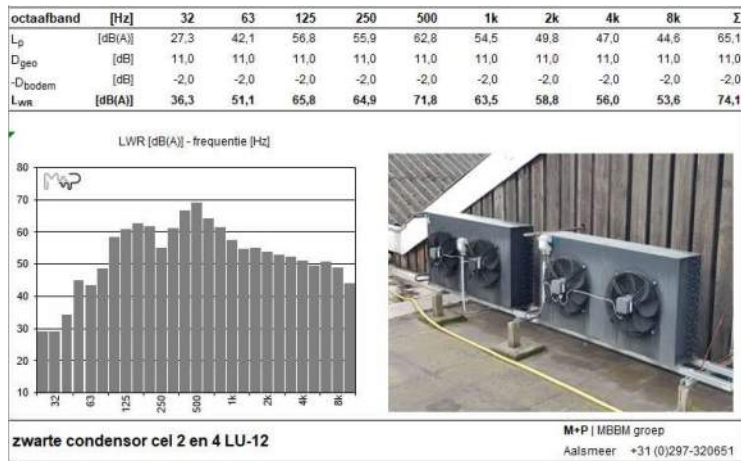 octaafband [Hz] 32 63 125 250 500 1k 2k 4k 8k Σ
Lp [dB(A)] 27,3 42,1 56,8 55,9 62,8 54,5 49,8 47,0 44,6 65,1
Dgeo [dB] 11,0 11,0 11,0 11,0 11,0 11,0 11,0 11,0 11,0 11,0
-Dbodem [dB] -2,0 -2,0 -2,0 -2,0 -2,0 -2,0 -2,0 -2,0 -2,0 -2,0
LWR [dB(A)] 36,3 51,1 65,8 64,9 71,8 63,5 58,8 56,0 53,6 74,1
LWR [dB(A)] - frequentie [Hz]
80
M+P
70
60
50
40
30
20
10
32 63 125 250 500 1k 2k 4k 8k
zwarte condensor cel 2 en 4 LU-12
M+P | MBBM groep
Aalsmeer +31 (0)297-320651